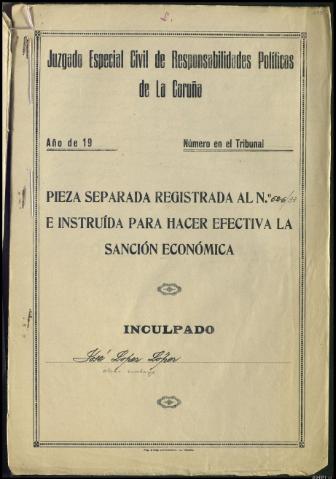 Juzgado Especial Civil de Responsabilidades Políticas
de La Coruña
Año de 19
Número en el Tribunal
PIEZA SEPARADA REGISTRADA AL N.º
E INSTRUÍDA PARA HACER EFECTIVA LA
SANCIÓN ECONÓMICA
INCULPADO
José López López